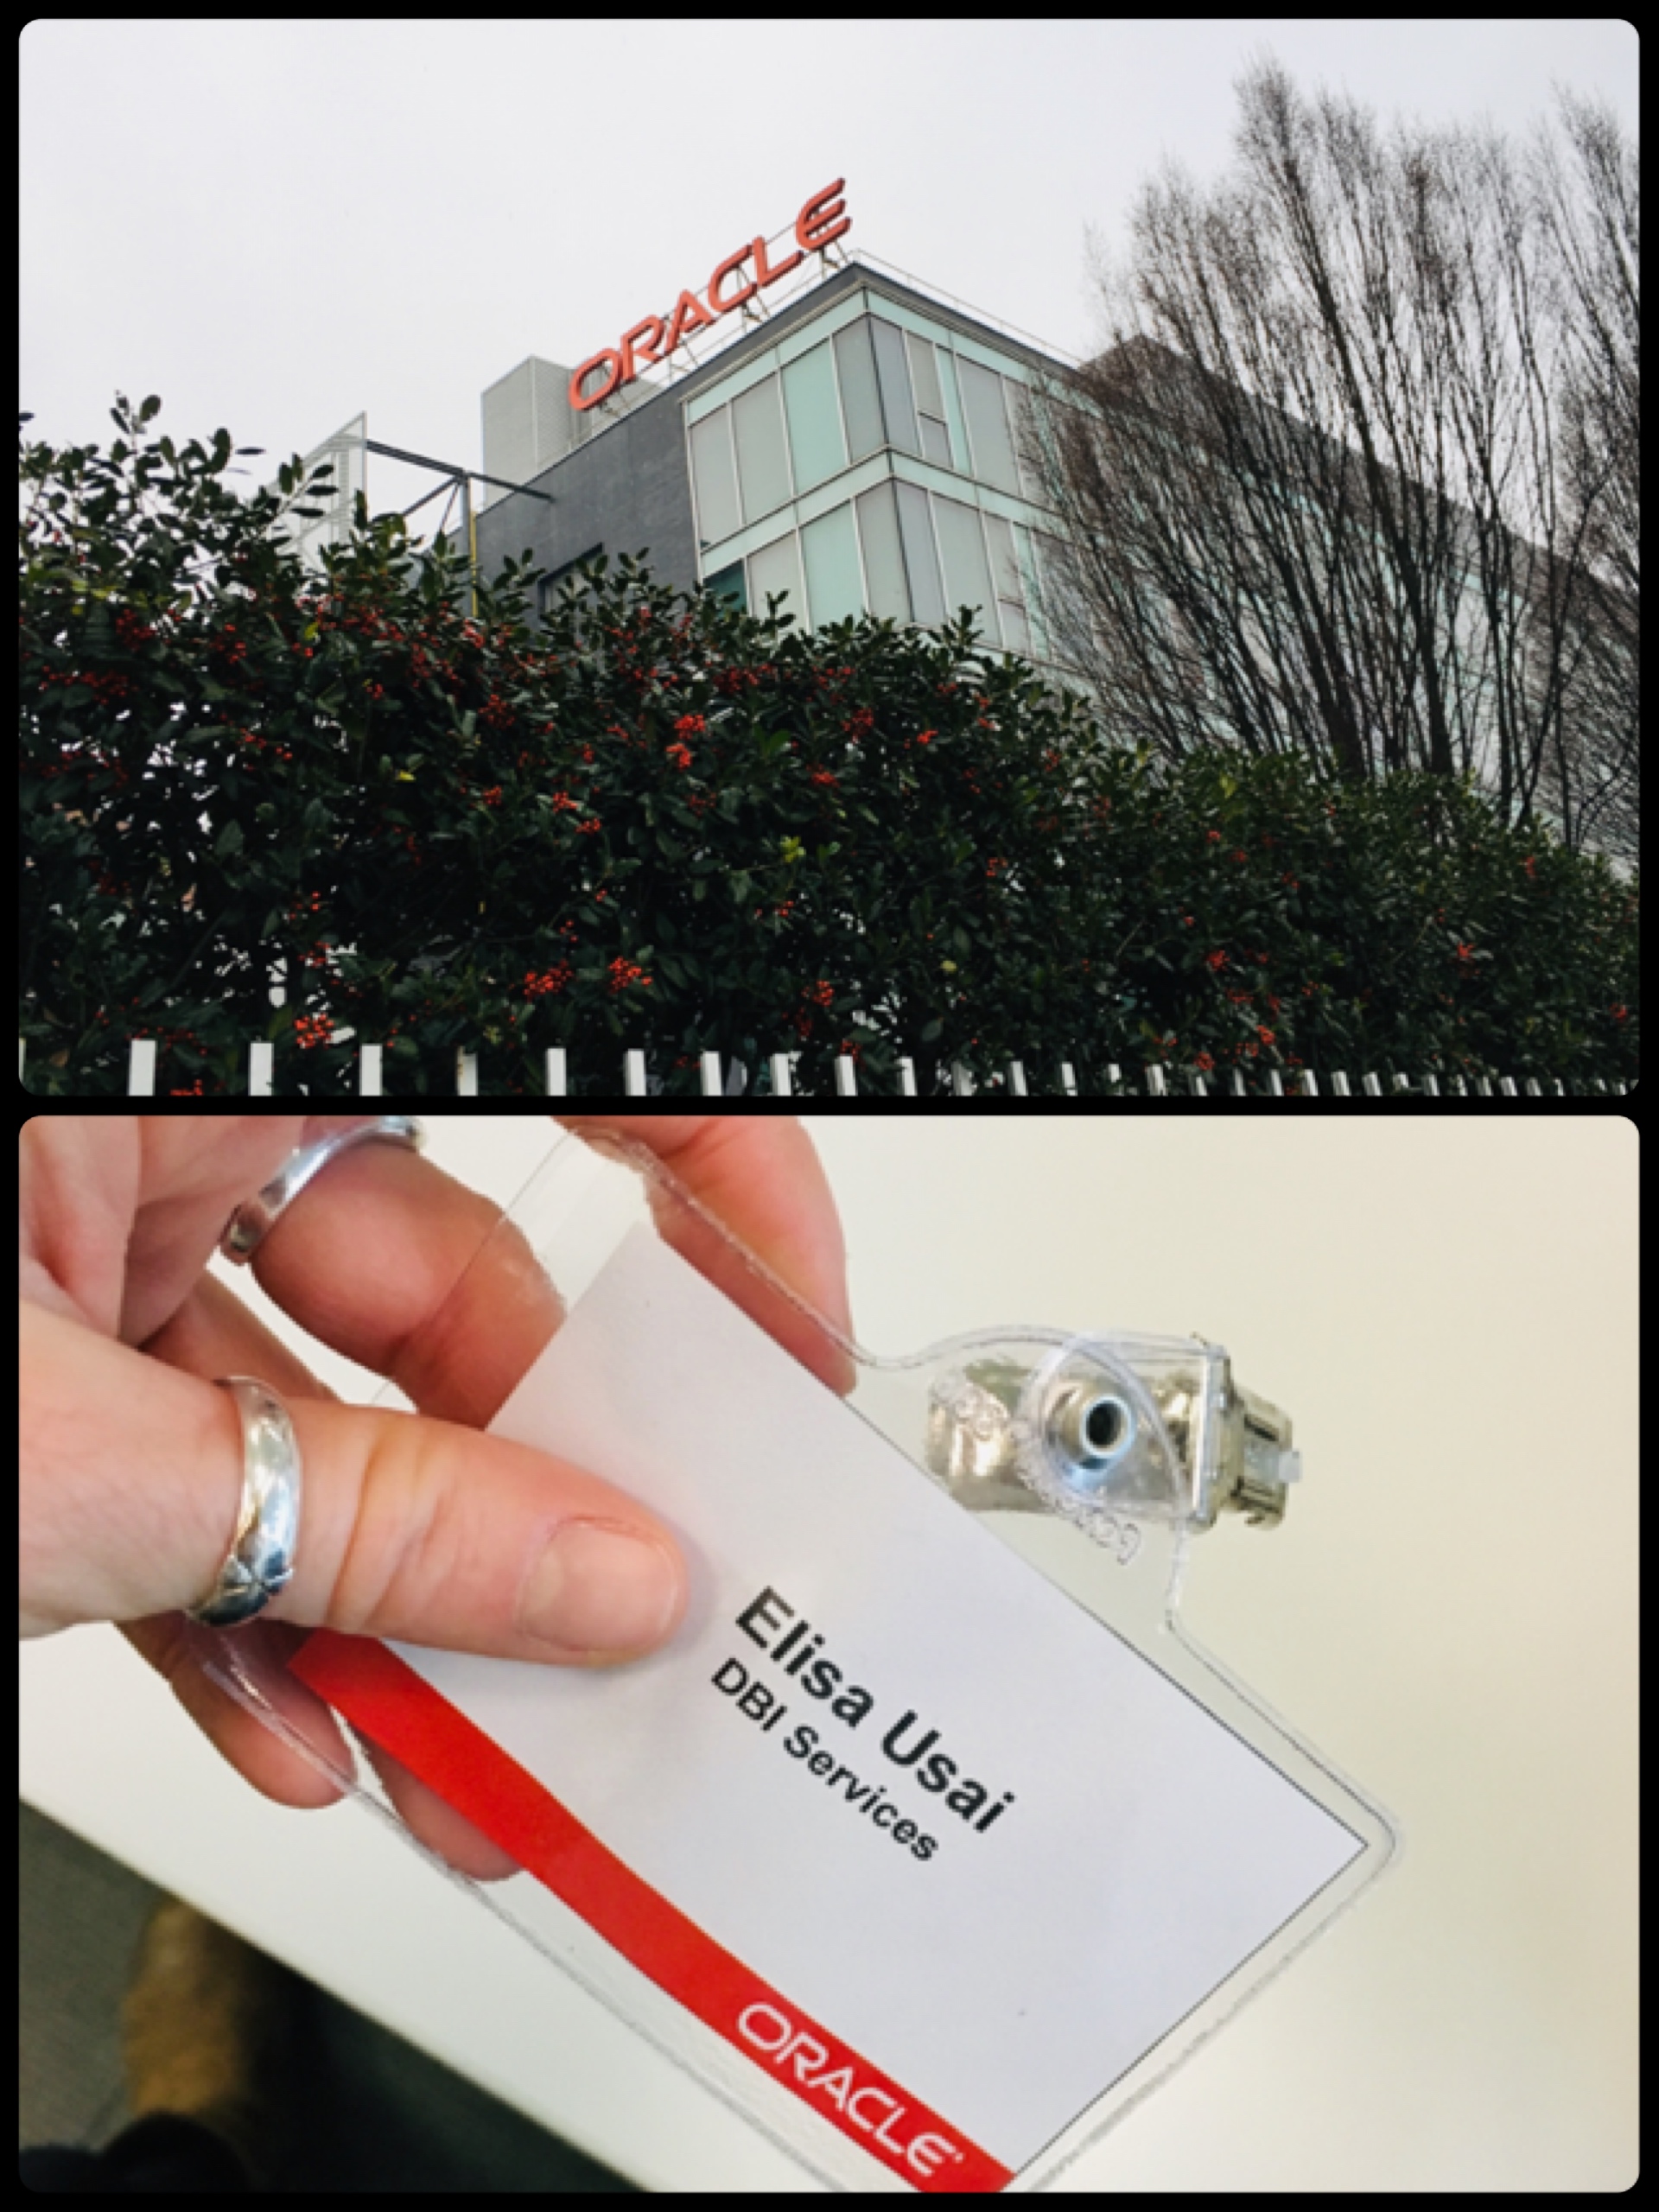 ORACLE
Elisa Usai
DBI Services
ORACLE